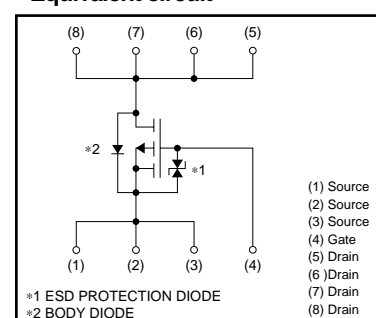 Equivalent circuit
(8) (7) (6) (5)
∗2
∗1
(1) (2) (3) (4)
(1) Source
(2) Source
(3) Source
(4) Gate
(5) Drain
(6 )Drain
(7) Drain
(8) Drain
∗1 ESD PROTECTION DIODE
∗2 BODY DIODE